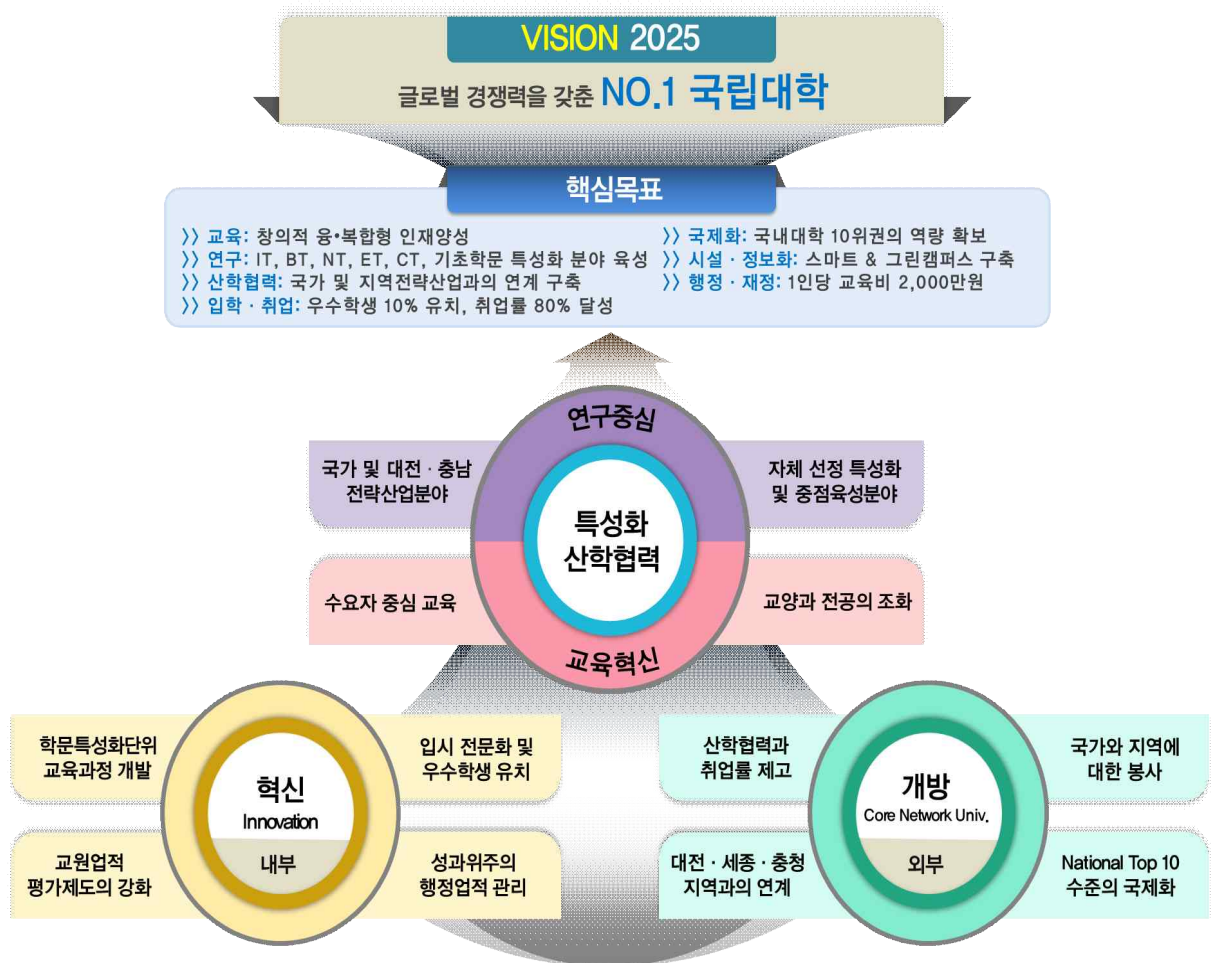 VISION 2025
글로벌 경쟁력을 갖춘 NO.1 국립대학
핵심목표
>> 교육: 창의적 융•복합형 인재양성
>> 연구: IT, BT, NT, ET, CT, 기초학문 특성화 분야 육성
>> 산학협력: 국가 및 지역전략산업과의 연계 구축
>> 입학 · 취업: 우수학생 10% 유치, 취업률 80% 달성
>> 국제화: 국내대학 10위권의 역량 확보
>> 시설 · 정보화: 스마트 & 그린캠퍼스 구축
>> 행정 · 재정: 1인당 교육비 2,000만원
연구중심
국가 및 대전 · 충남
전략산업분야
자체 선정 특성화
및 중점육성분야
특성화
산학협력
수요자 중심 교육
교양과 전공의 조화
교육혁신
학문특성화단위
교육과정 개발
입시 전문화 및
우수학생 유치
혁신
Innovation
내부
교원업적
평가제도의 강화
성과위주의
행정업적 관리
산학협력과
취업률 제고
국가와 지역에
대한 봉사
개방
Core Network Univ.
외부
대전 · 세종 · 충청
지역과의 연계
National Top 10
수준의 국제화